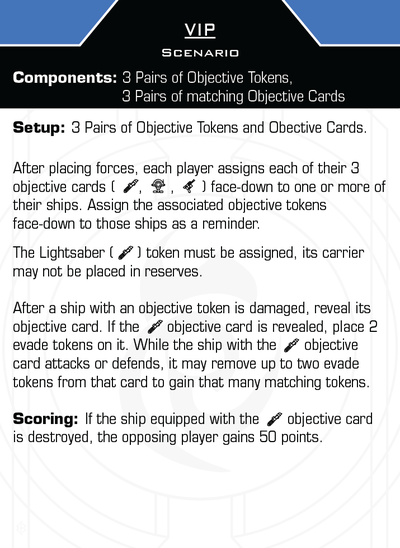 VIP
SCENARIO
Components: 3 Pairs of Objective Tokens,
3 Pairs of matching Objective Cards
Setup: 3 Pairs of Objective Tokens and Obective Cards.
After placing forces, each player assigns each of their 3
objective cards ( , , ) face-down to one or more of
their ships. Assign the associated objective tokens
face-down to those ships as a reminder.
The Lightsaber ( ) token must be assigned, its carrier
may not be placed in reserves.
After a ship with an objective token is damaged, reveal its
objective card. If the objective card is revealed, place 2
evade tokens on it. While the ship with the objective
card attacks or defends, it may remove up to two evade
tokens from that card to gain that many matching tokens.
Scoring: If the ship equipped with the objective card
is destroyed, the opposing player gains 50 points.